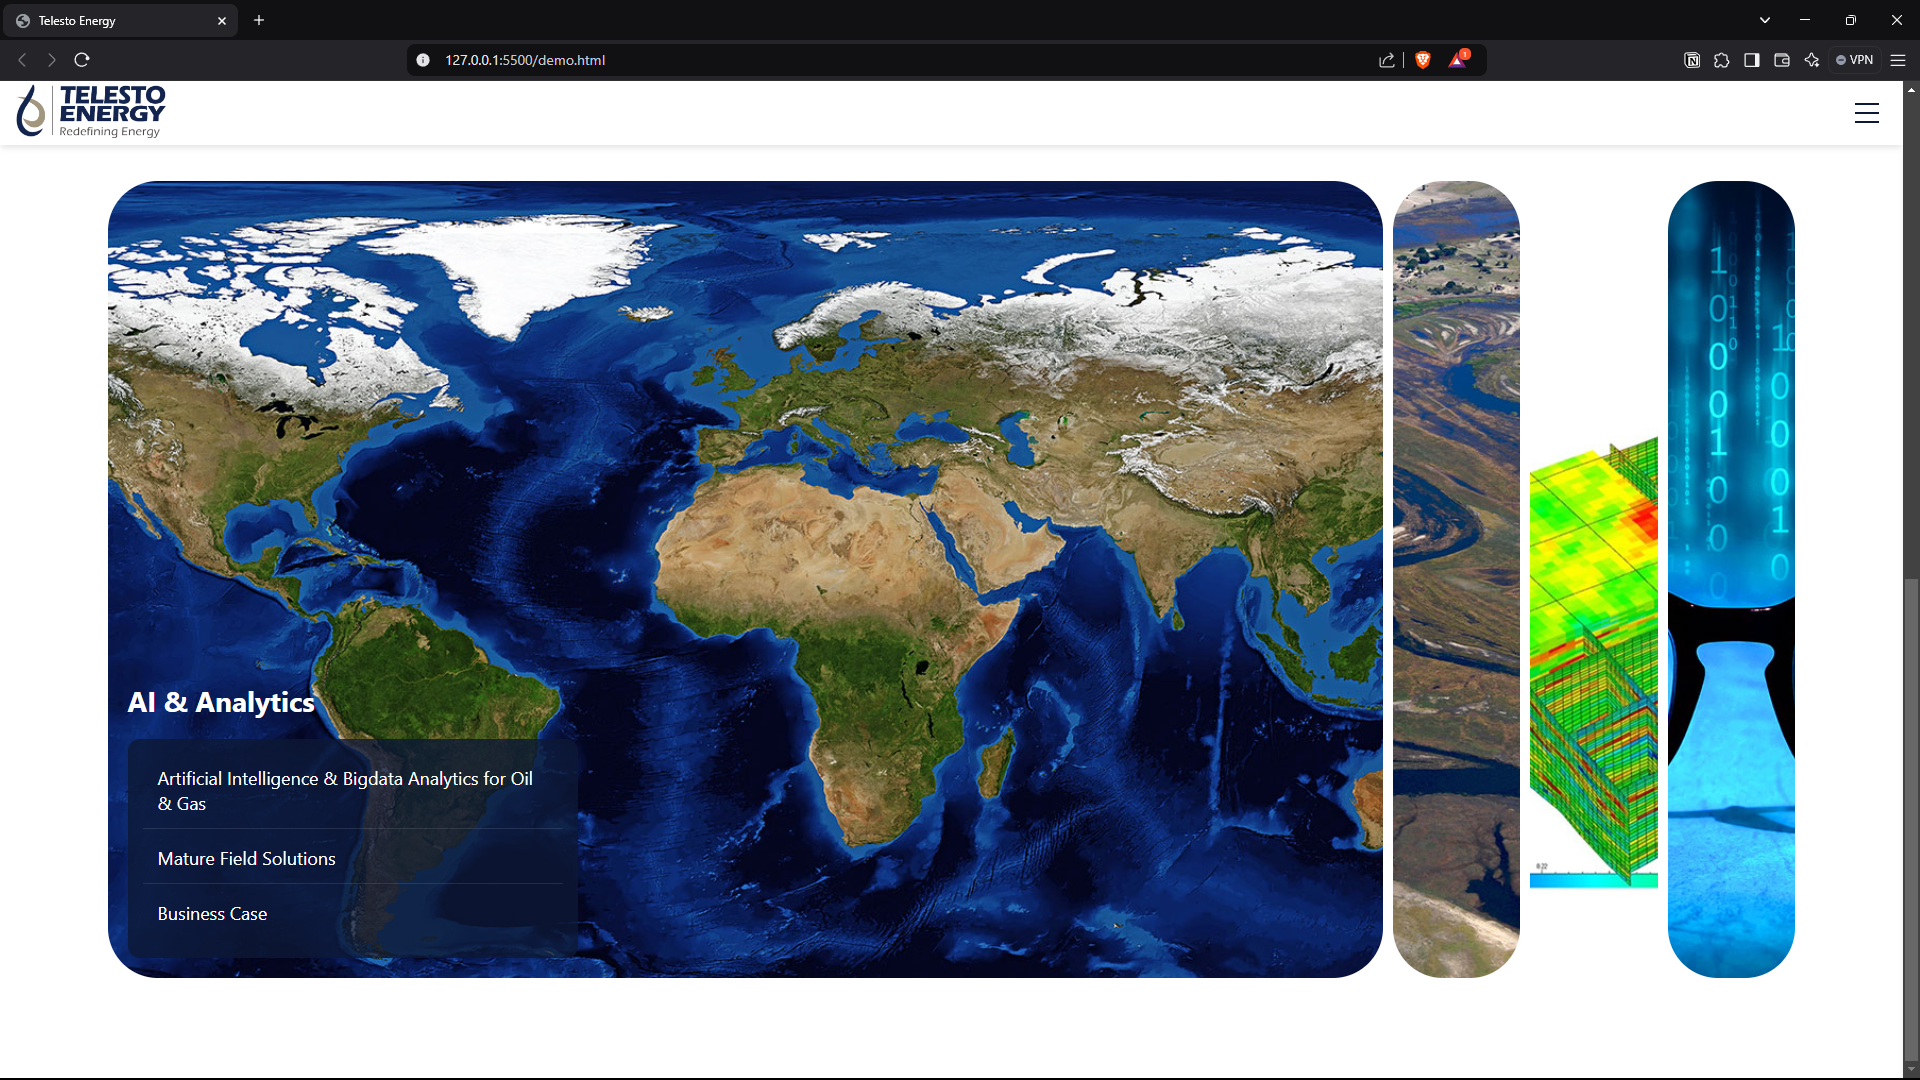 Telesto Energy
127.0.0.1:5500/demo.html
1
VPN
TELESTO
ENERGY
Redefining Energy
AI & Analytics
Artificial Intelligence & Bigdata Analytics for Oil
& Gas
Mature Field Solutions
Business Case